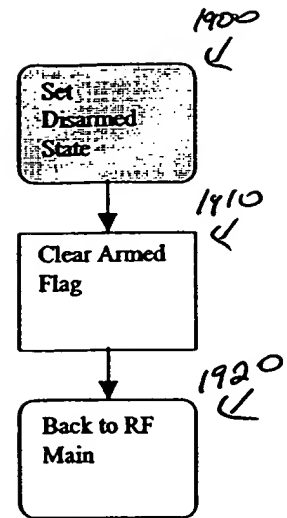 1900
Set
Disarmed
State
1910
Clear Armed
Flag
1920
Back to RF
Main